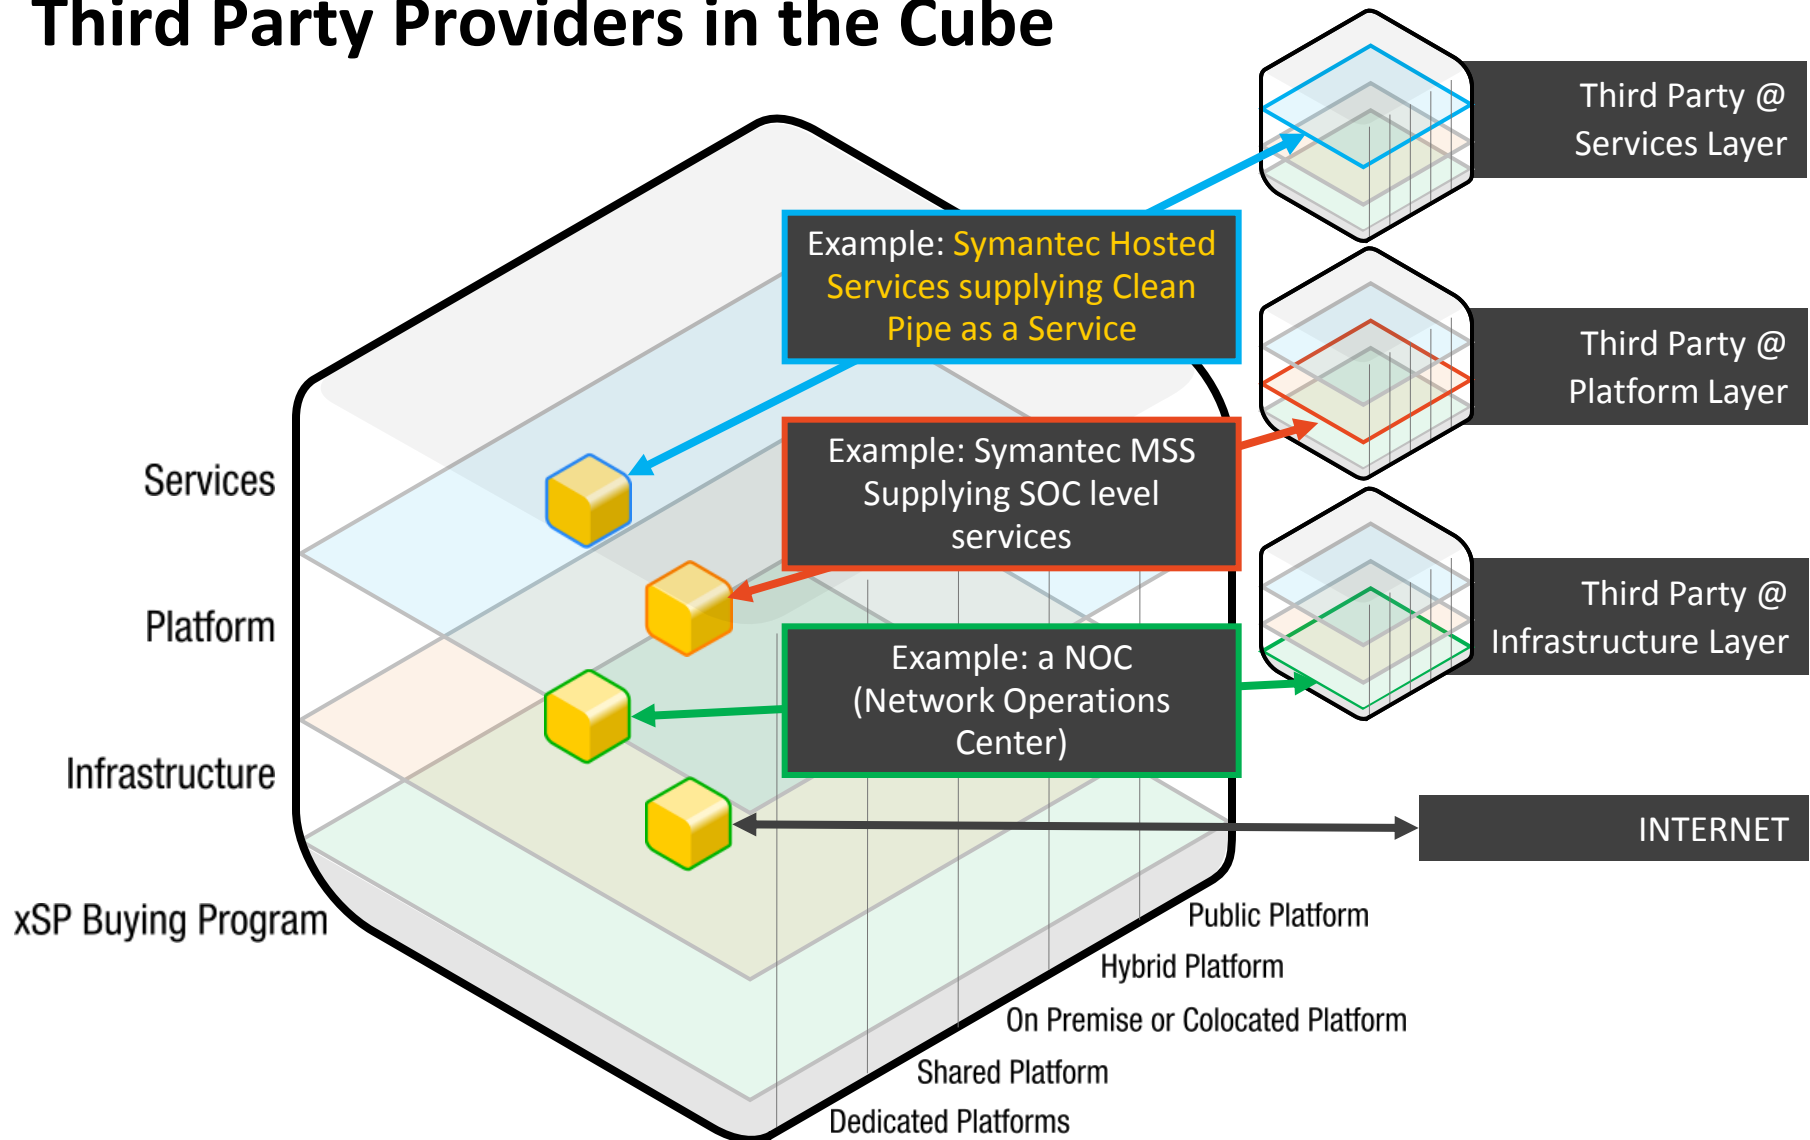 Third Party Providers in the Cube
Third Party @
Services Layer
Example: Symantec Hosted
Services supplying Clean
Pipe as a Service
Third Party @
Platform Layer
Example: Symantec MSS
Supplying SOC level
services
Third Party @
Infrastructure Layer
Example: a NOC
(Network Operations
Center)
INTERNET
Services
Platform
Infrastructure
xSP Buying Program
Public Platform
Hybrid Platform
On Premise or Colocated Platform
Shared Platform
Dedicated Platforms